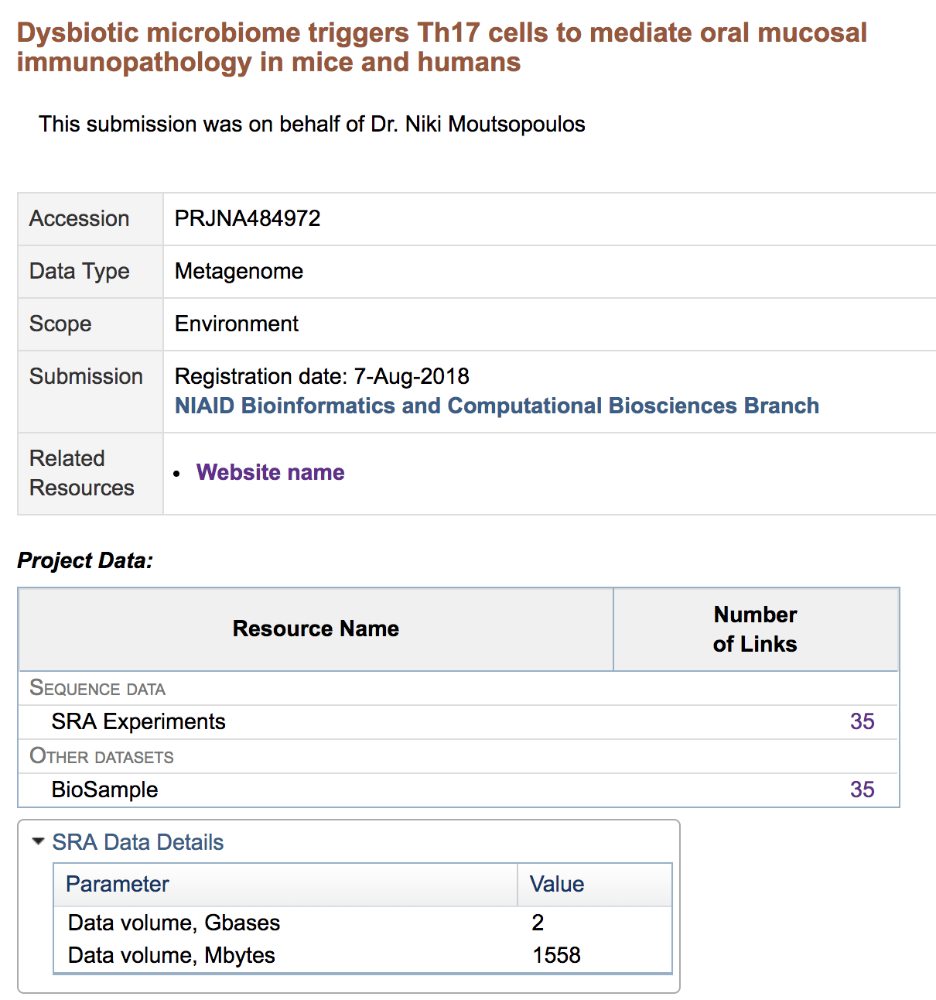 Dysbiotic microbiome triggers Th17 cells to mediate oral mucosal
immunopathology in mice and humans
This submission was on behalf of Dr. Niki Moutsopoulos
Accession PRJNA484972
Data Type Metagenome
Scope Environment
Submission Registration date: 7-Aug-2018
NIAID Bioinformatics and Computational Biosciences Branch
Related
Resources
• Website name
Project Data:
Resource Name
Number
of Links
SEQUENCE DATA
SRA Experiments 35
OTHER DATASETS
BioSample 35
SRA Data Details
Parameter Value
Data volume, Gbases 2
Data volume, Mbytes 1558